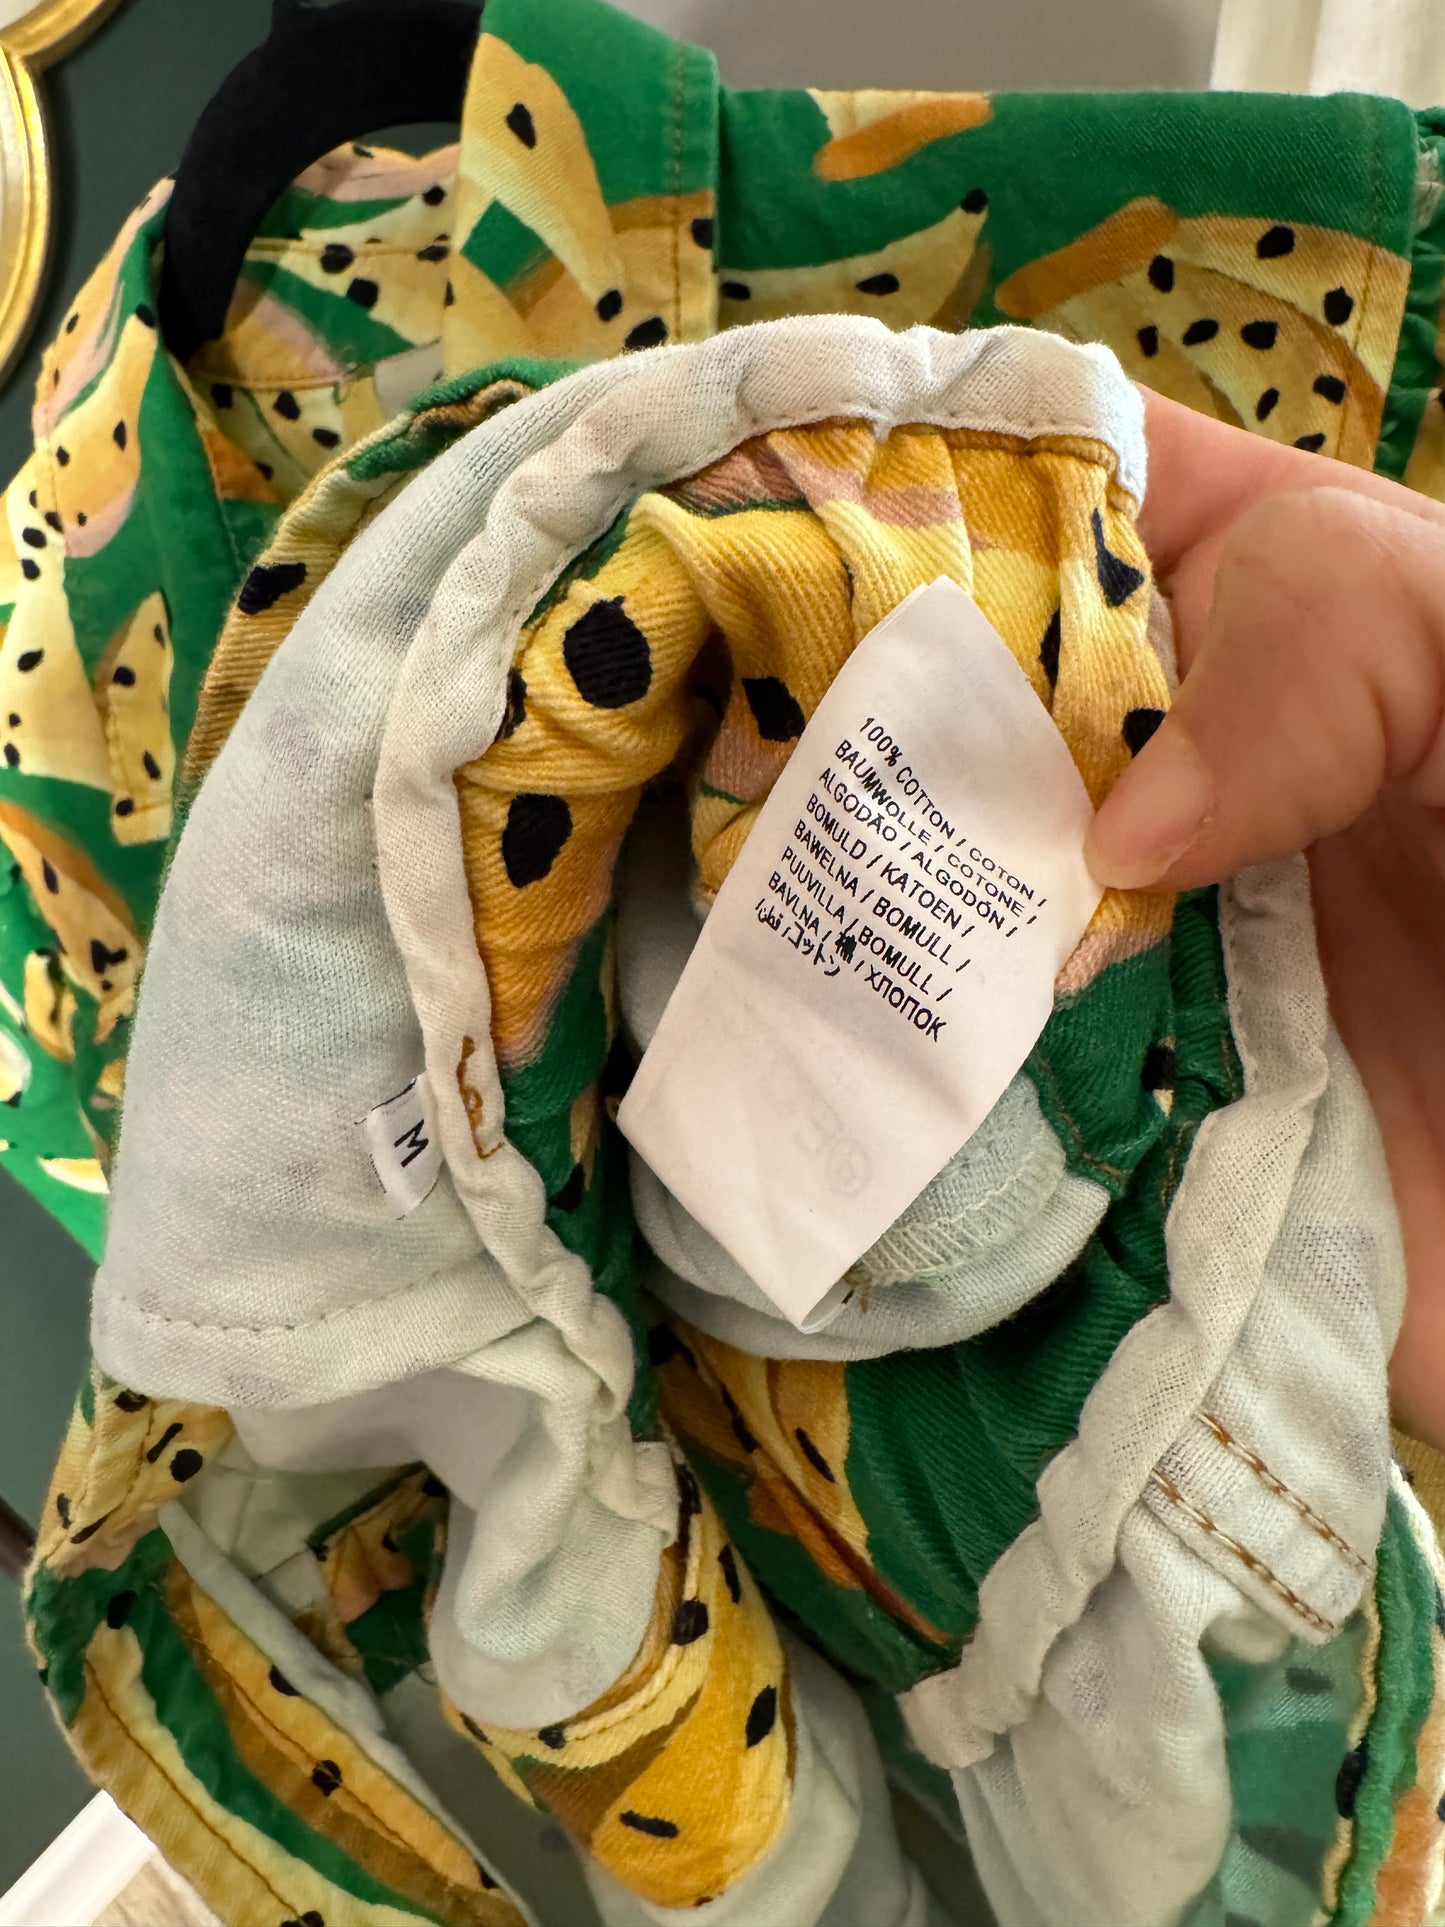 100% COTTON / COTON /
BAUMWOLLE / COTONE /
ALGODÃO / ALGODÓN /
BOMULD / KATOEN /
BAWEŁNA / BOMULL /
PUUVILLA / BOMULL /
BAVLNA / 棉 / ХЛОПОК
/コットン / قطن
M